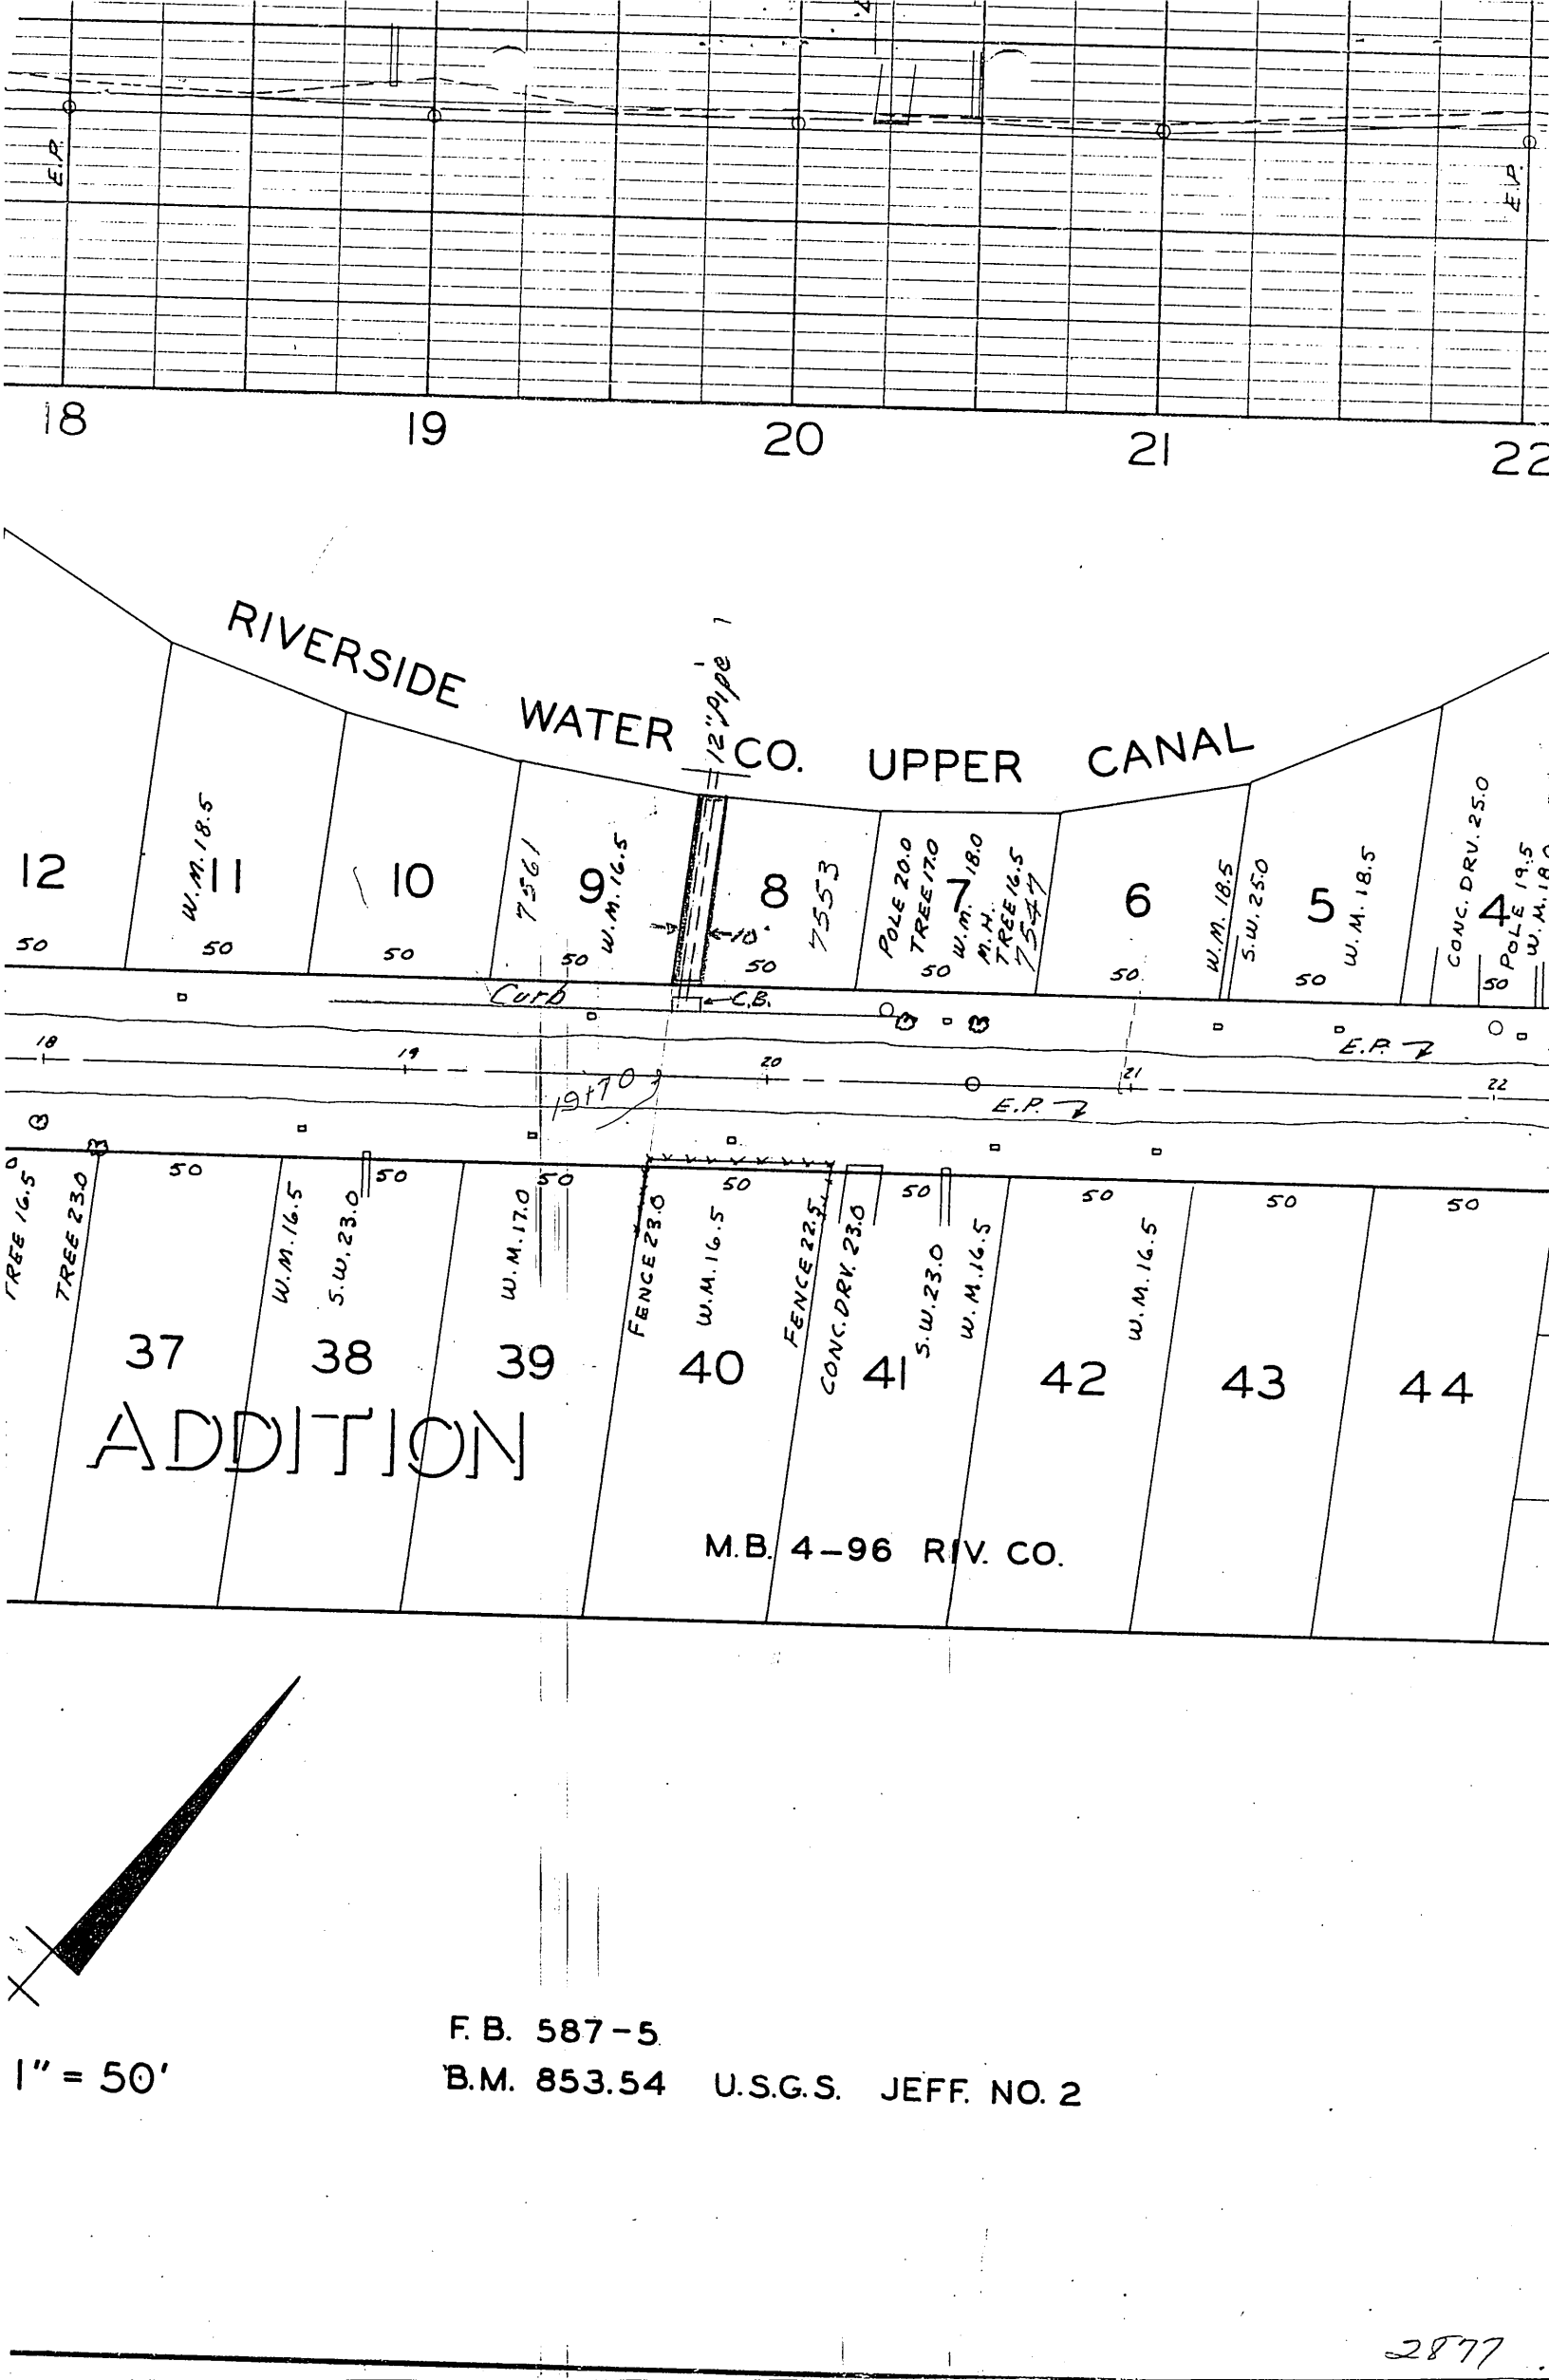 E.P.
E.P.
18 19 20 21 22
RIVERSIDE WATER CO. UPPER CANAL
12" Pipe
12 11 10 9 8 7 6 5 4
W.M. 18.5
7561
W.M. 16.5
10'
7553
POLE 20.0
TREE 17.0
W.M. 18.0
M.H.
TREE 16.5
7547
W.M. 18.5
S.W. 25.0
W.M. 18.5
CONC. DRV. 25.0
POLE 19.5
W.M. 18.0
50 50 50 50 50 50 50 50 50
Curb
C.B.
E.P.
18 19 20 21 22
19+70
E.P.
50 50 50 50 50 50 50 50
TREE 16.5
TREE 23.0
W.M. 16.5
S.W. 23.0
W.M. 17.0
FENCE 23.0
W.M. 16.5
FENCE 22.5
CONC. DRV. 23.0
S.W. 23.0
W.M. 16.5
W.M. 16.5
37 38 39 40 41 42 43 44
ADDITION
M.B. 4-96 RIV. CO.
F.B. 587-5
1" = 50'
B.M. 853.54 U.S.G.S. JEFF. NO. 2
2877